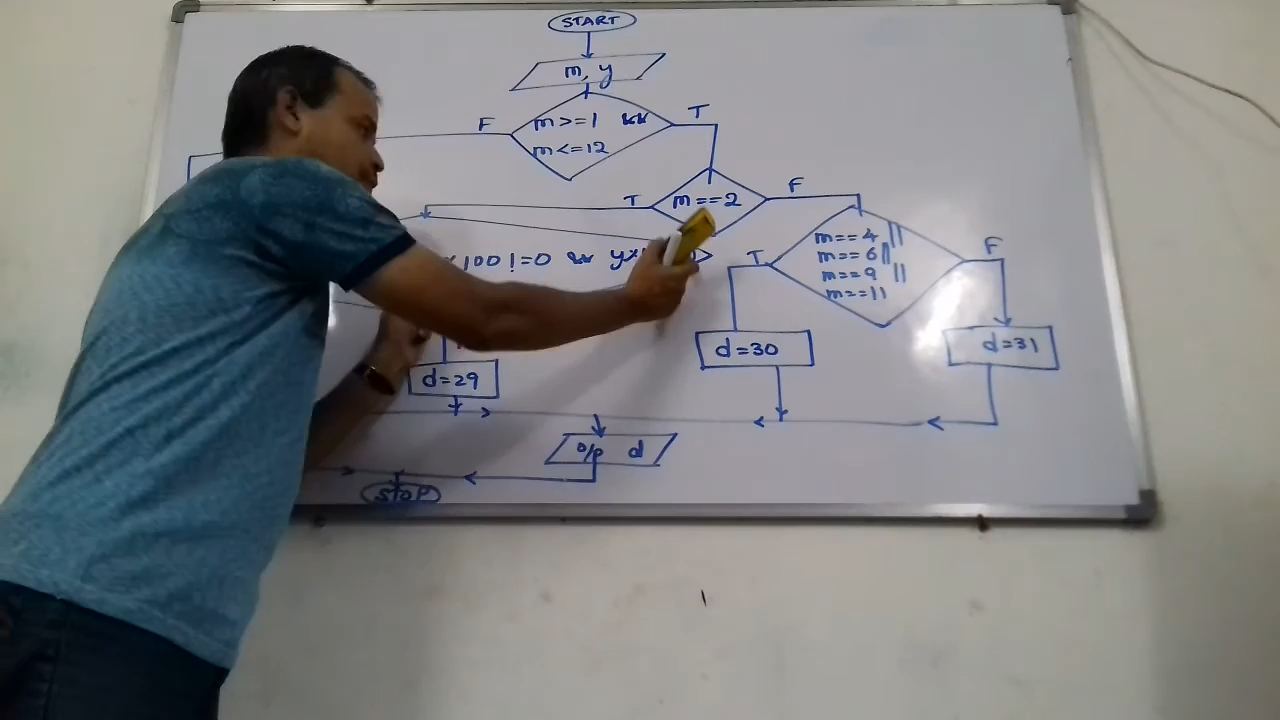 START
m, y
F
m>=1 &&
m<=12
T
T
m==2
F
m==4 ||
m==6 ||
m==9 ||
m==11
T
F
%100!=0 &&
d=30
d=31
d=29
o/p d
STOP